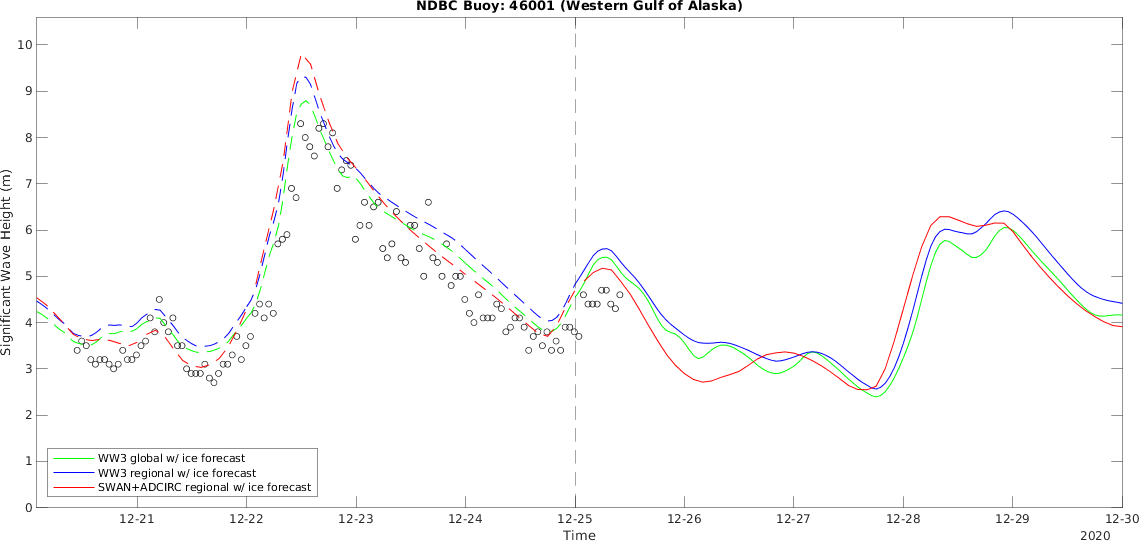 NDBC Buoy: 46001 (Western Gulf of Alaska)
10
9
8
7
6
5
4
3
2
1
0
Significant Wave Height (m)
WW3 global w/ ice forecast
WW3 regional w/ ice forecast
SWAN+ADCIRC regional w/ ice forecast
12-21 12-22 12-23 12-24 12-25 12-26 12-27 12-28 12-29 12-30
Time
2020